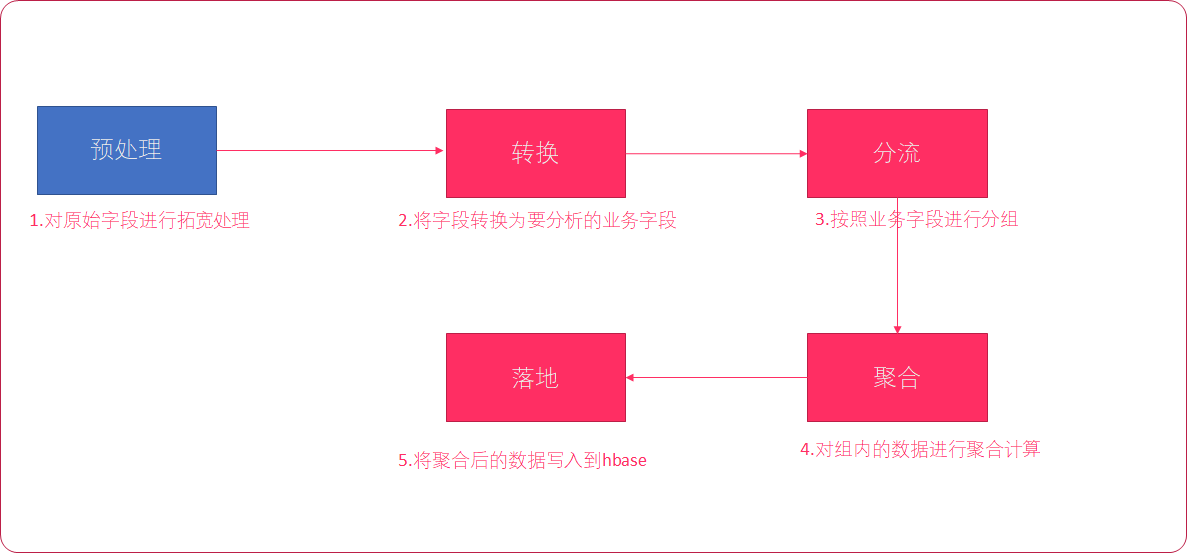 预处理
1.对原始字段进行拓宽处理
转换
2.将字段转换为要分析的业务字段
分流
3.按照业务字段进行分组
聚合
4.对组内的数据进行聚合计算
落地
5.将聚合后的数据写入到hbase